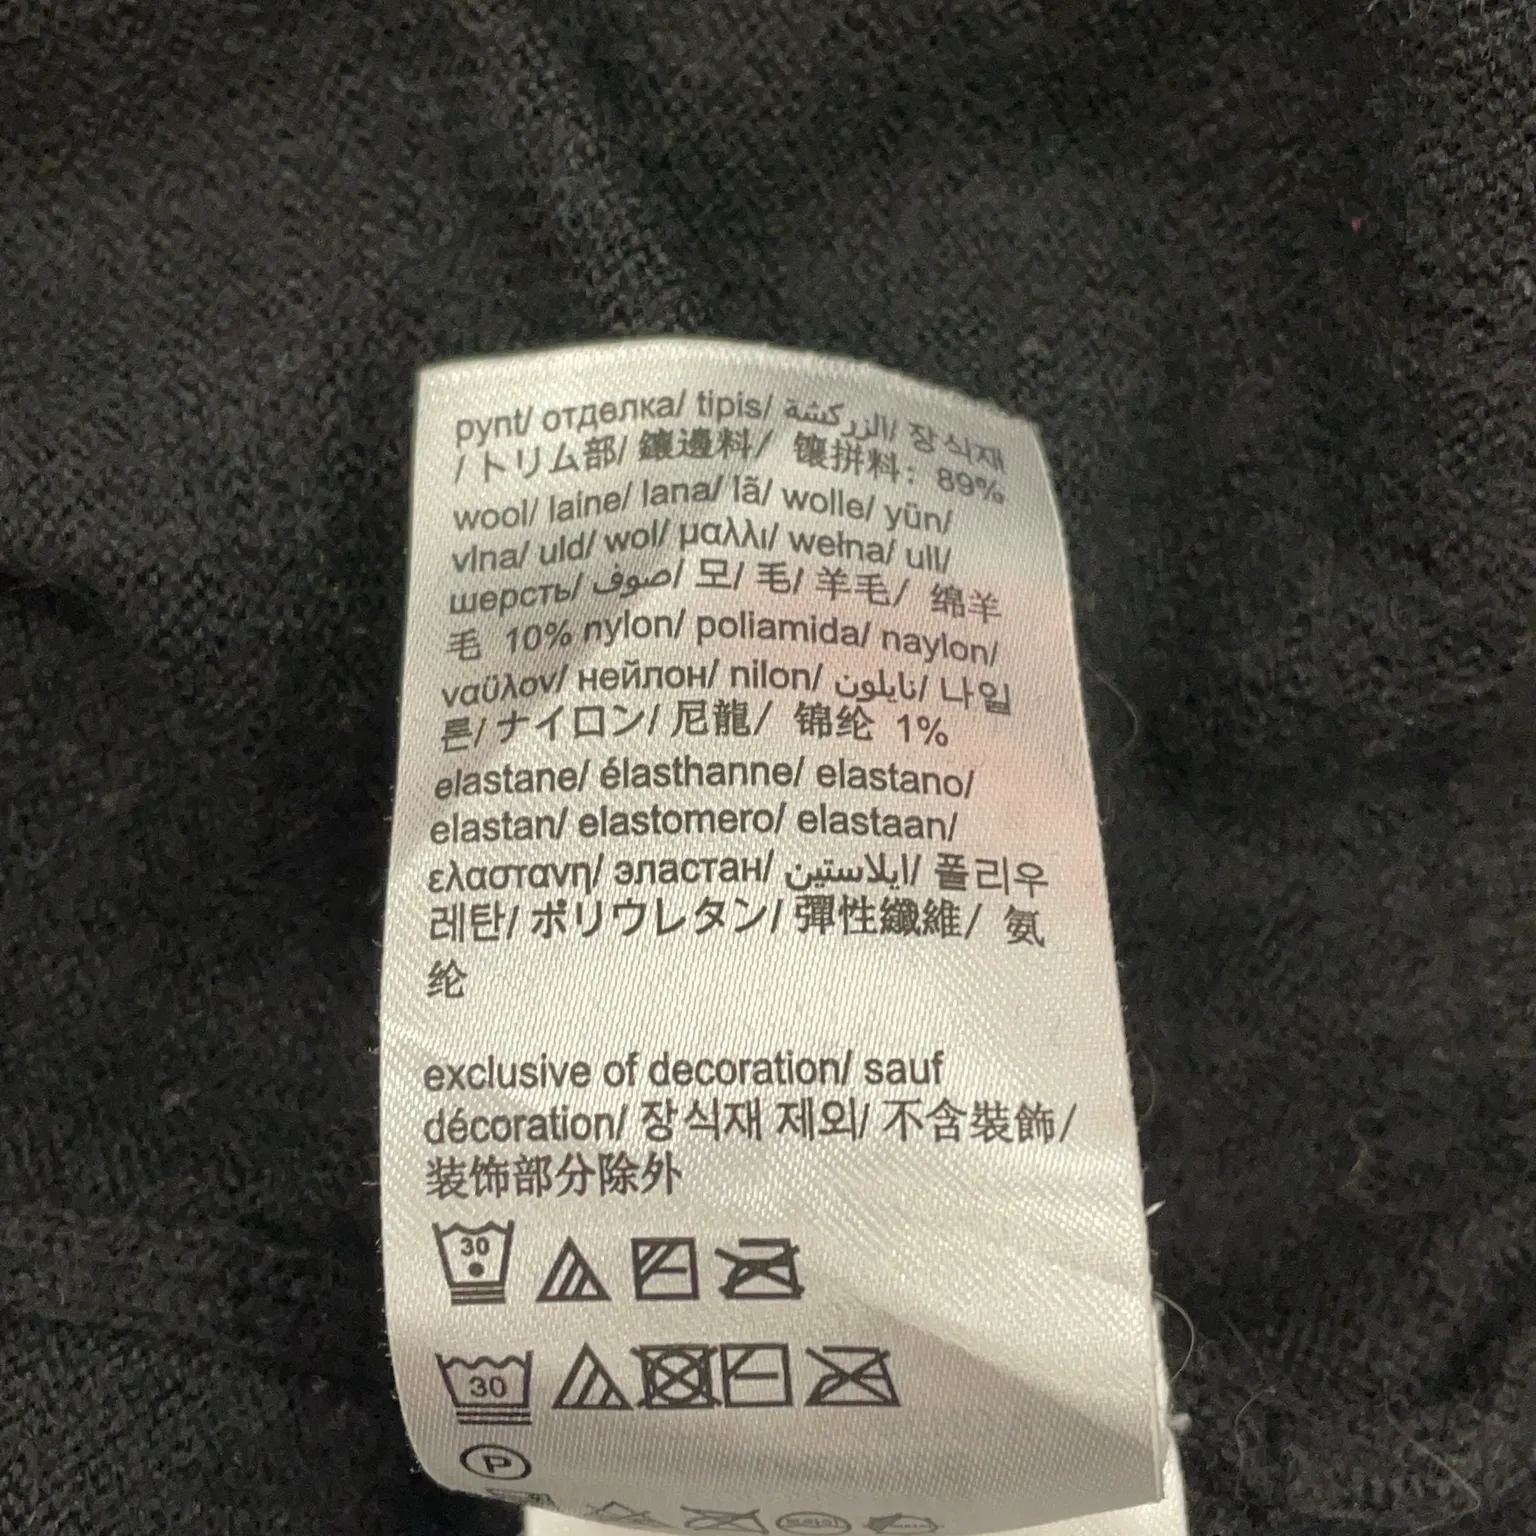 pynt/ отделка/ tipis/ الزركشة/ 장식재
/ トリム部/ 鑲邊料/ 镶拼料: 89%
wool/ laine/ lana/ lã/ wolle/ yün/
vlna/ uld/ wol/ μαλλι/ wełna/ ull/
шерсть/ صوف/ 모/ 毛/ 羊毛/ 绵羊
毛 10% nylon/ poliamida/ naylon/
ναϋλον/ нейлон/ nilon/ نايلون/ 나일
론/ ナイロン/ 尼龍/ 锦纶 1%
elastane/ élasthanne/ elastano/
elastan/ elastomero/ elastaan/
ελαστανη/ эластан/ ايلاستين/ 폴리우
레탄/ ポリウレタン/ 彈性纖維/ 氨
纶
exclusive of decoration/ sauf
décoration/ 장식재 제외/ 不含裝飾/
装饰部分除外
30
30
P